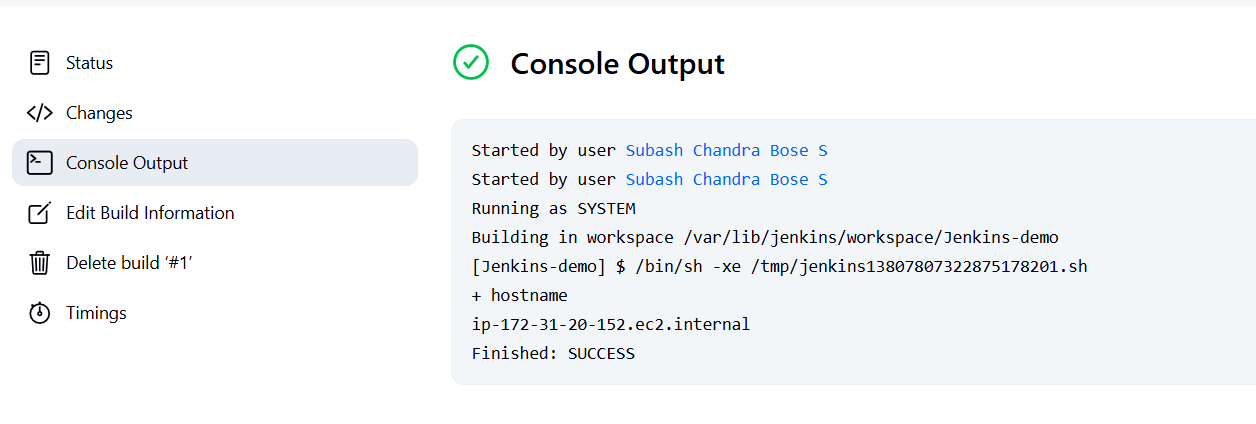 Status
Changes
Console Output
Edit Build Information
Delete build ‘#1’
Timings
Console Output
Started by user Subash Chandra Bose S
Started by user Subash Chandra Bose S
Running as SYSTEM
Building in workspace /var/lib/jenkins/workspace/Jenkins-demo
[Jenkins-demo] $ /bin/sh -xe /tmp/jenkins13807807322875178201.sh
+ hostname
ip-172-31-20-152.ec2.internal
Finished: SUCCESS